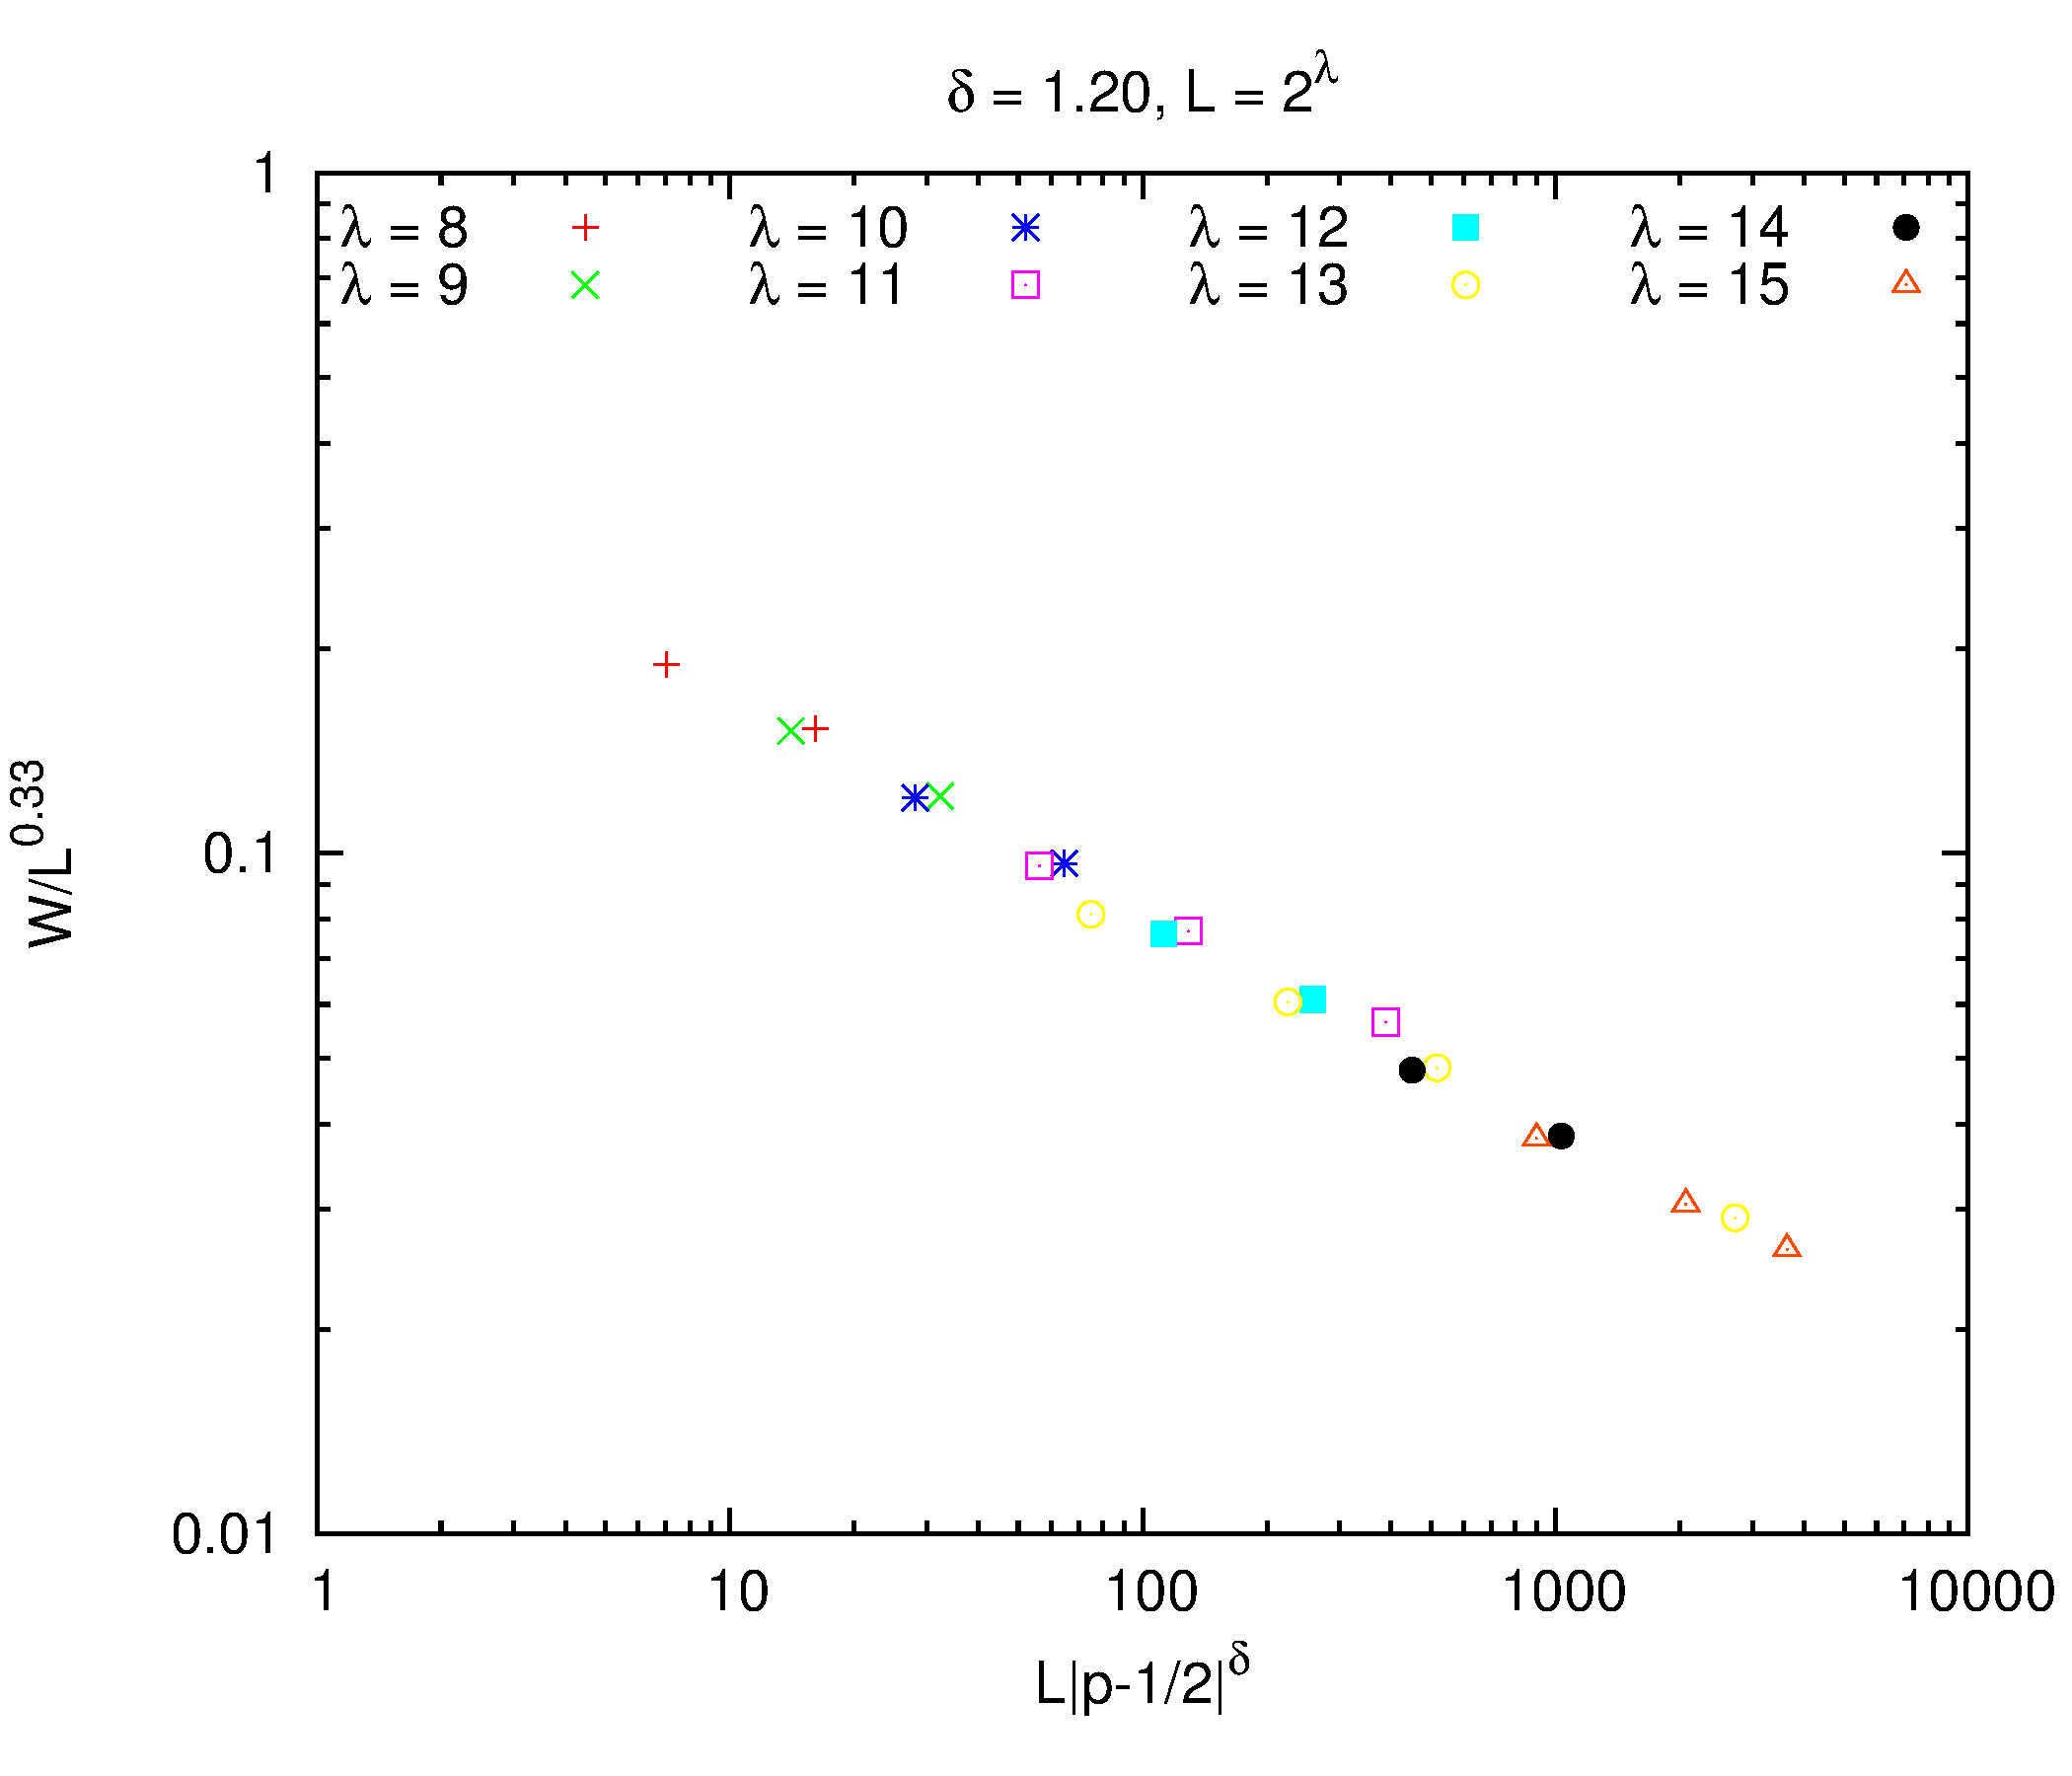 δ = 1.20, L = 2^λ
1
λ = 8 λ = 10 λ = 12 λ = 14
λ = 9 λ = 11 λ = 13 λ = 15
W/L^0.33
0.1
0.01
1 10 100 1000 10000
L|p-1/2|^δ